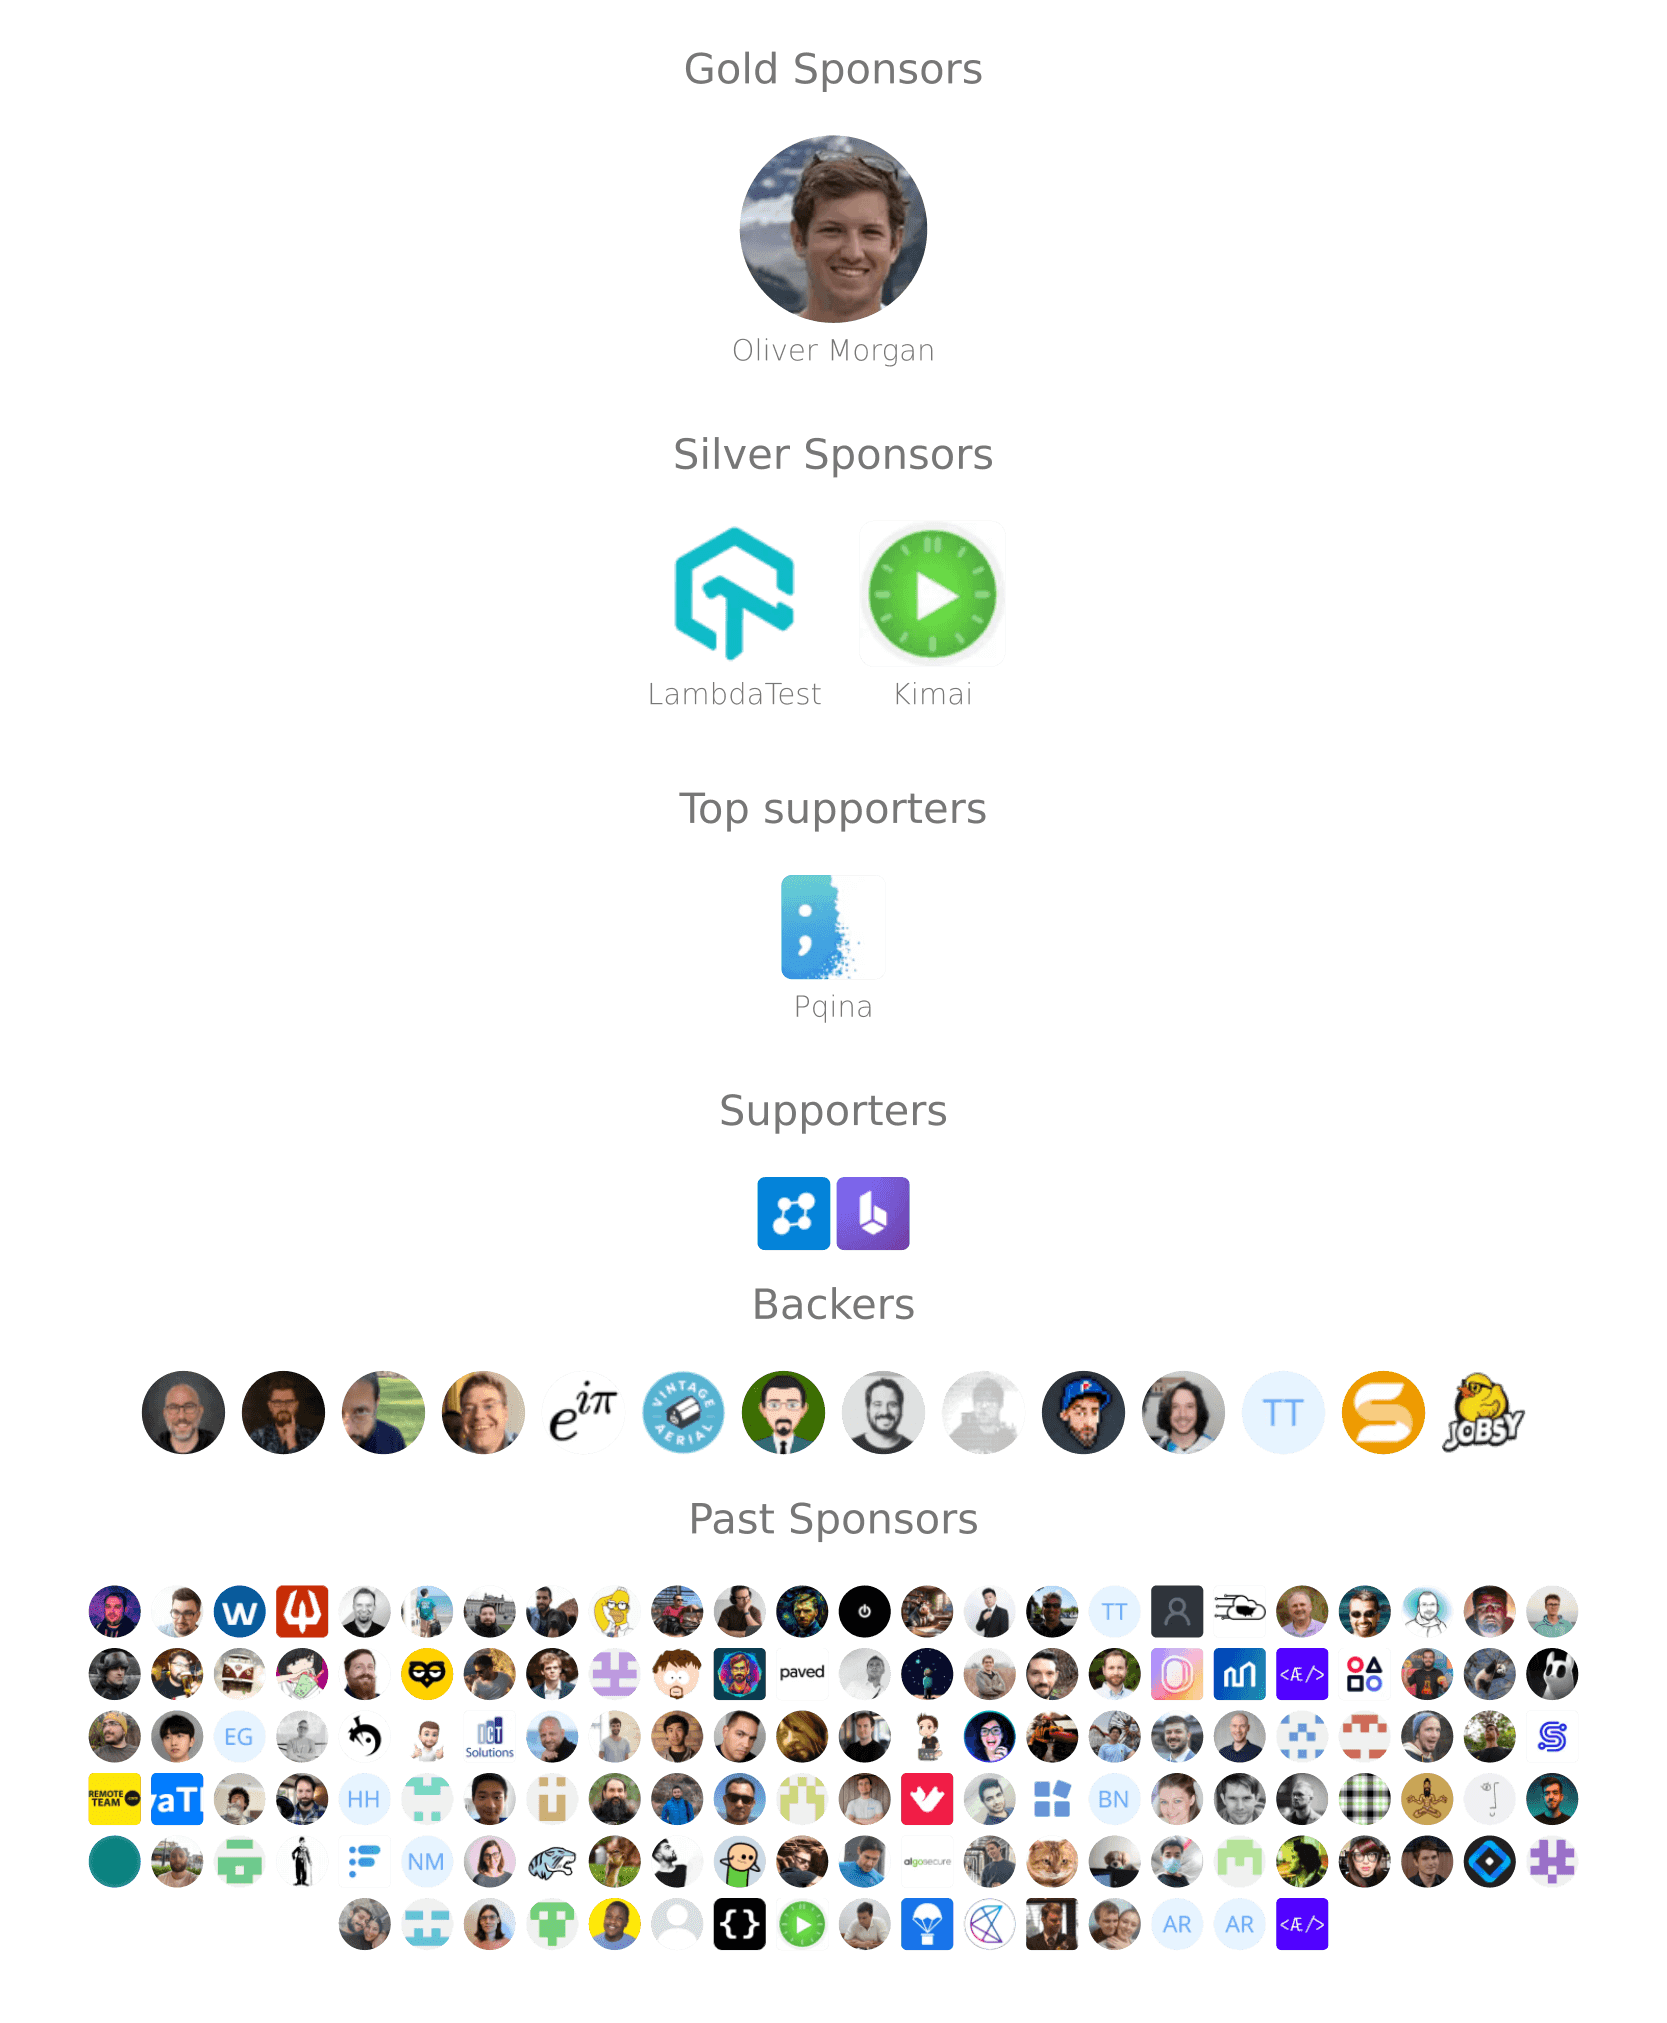 Gold Sponsors
Oliver Morgan
Silver Sponsors
LambdaTest
Kimai
Top supporters
;
Pqina
Supporters
Backers
e^{iπ}
VINTAGE AERIAL
TT
S
JOBSY
Past Sponsors
W
TT
paved
<Æ/>
EG
Solutions
REMOTE TEAM
aT
HH
BN
NM
algosecure
{}
AR
AR
<Æ/>